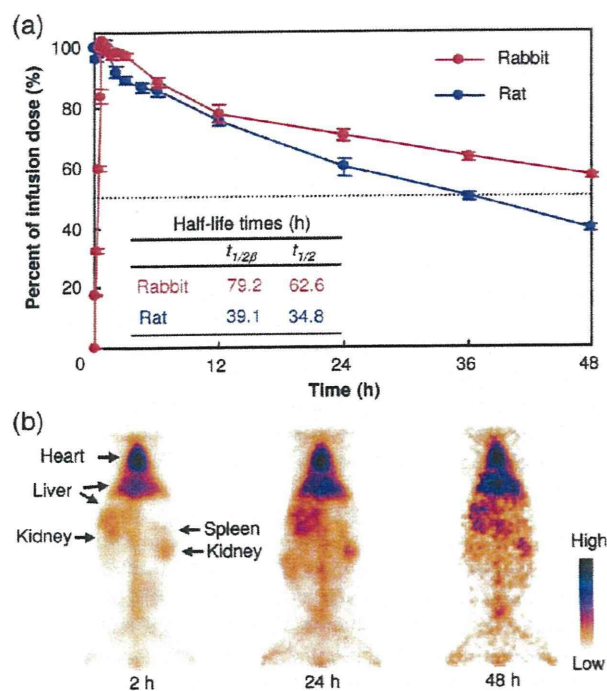 (a)
Percent of infusion dose (%)
100
80
60
40
20
0
Rabbit
Rat
Half-life times (h)
t1/2β t1/2
Rabbit 79.2 62.6
Rat 39.1 34.8
12 24 36 48
Time (h)
(b)
Heart
Liver
Kidney
Spleen
Kidney
High
Low
2 h 24 h 48 h